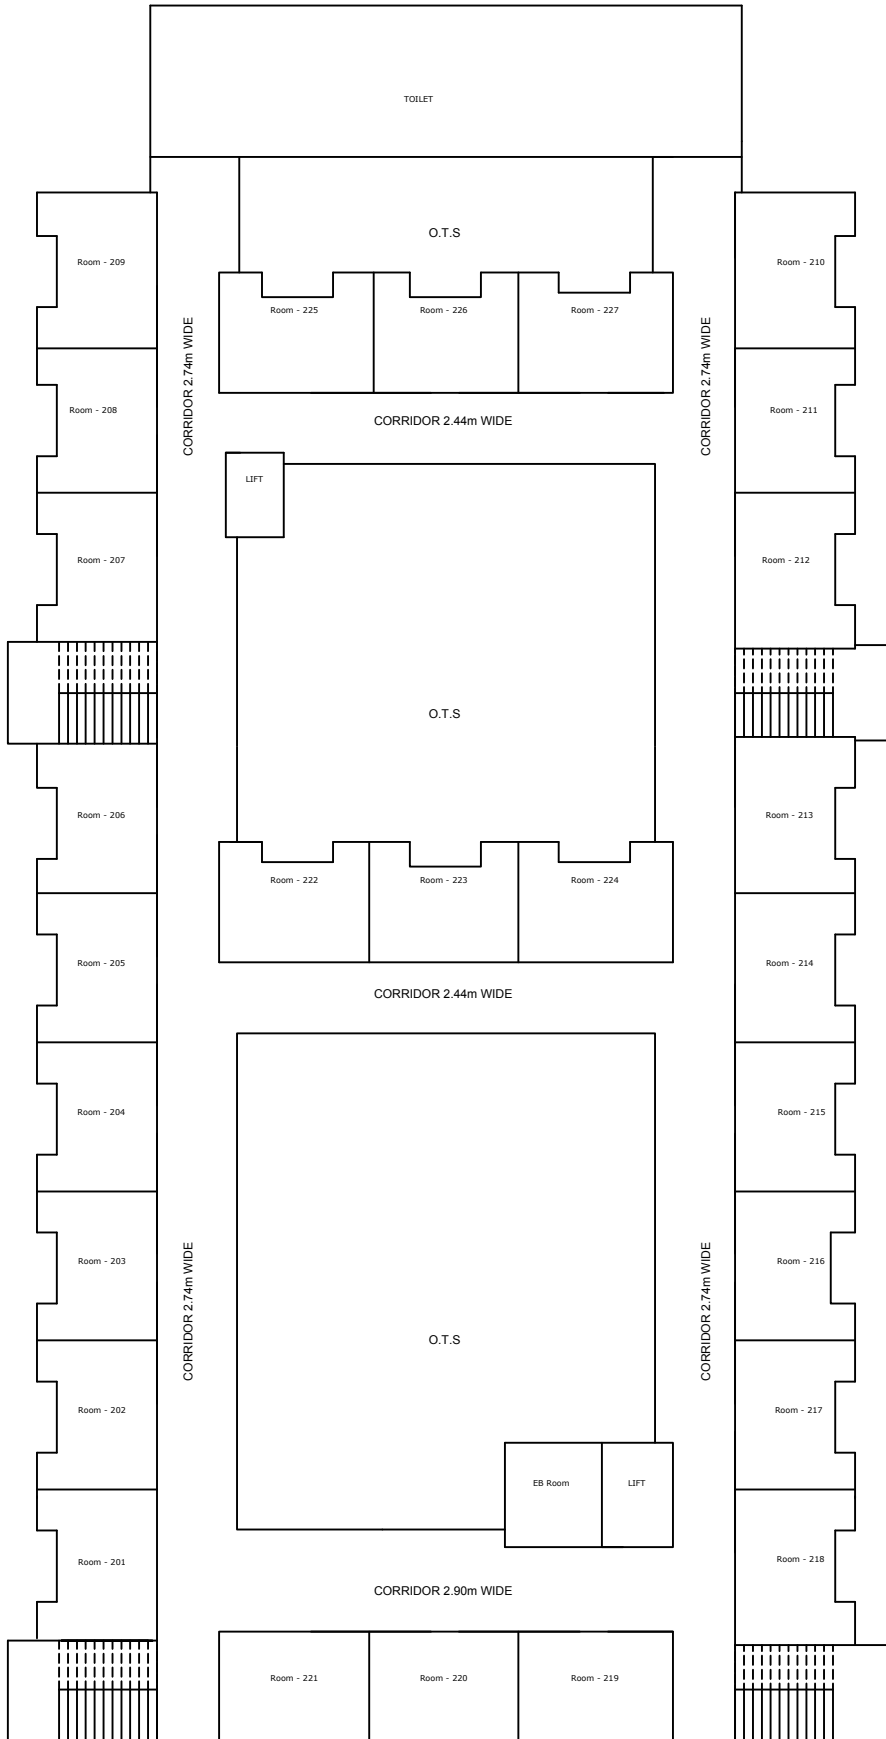 TOILET
O.T.S
Room - 209
Room - 210
Room - 225
Room - 226
Room - 227
CORRIDOR 2.74m WIDE
CORRIDOR 2.74m WIDE
Room - 208
Room - 211
CORRIDOR 2.44m WIDE
LIFT
Room - 207
Room - 212
O.T.S
Room - 206
Room - 213
Room - 222
Room - 223
Room - 224
Room - 205
Room - 214
CORRIDOR 2.44m WIDE
Room - 204
Room - 215
Room - 203
Room - 216
CORRIDOR 2.74m WIDE
CORRIDOR 2.74m WIDE
O.T.S
Room - 202
Room - 217
EB Room
LIFT
Room - 201
Room - 218
CORRIDOR 2.90m WIDE
Room - 221
Room - 220
Room - 219